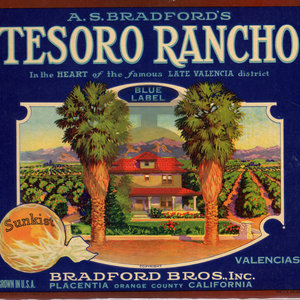 A.S. BRADFORD'S
TESORO RANCHO
In the HEART of the famous LATE VALENCIA district
BLUE
LABEL
Sunkist
VALENCIAS
GROWN IN U.S.A.
BRADFORD BROS., INC.
PLACENTIA ORANGE COUNTY CALIFORNIA